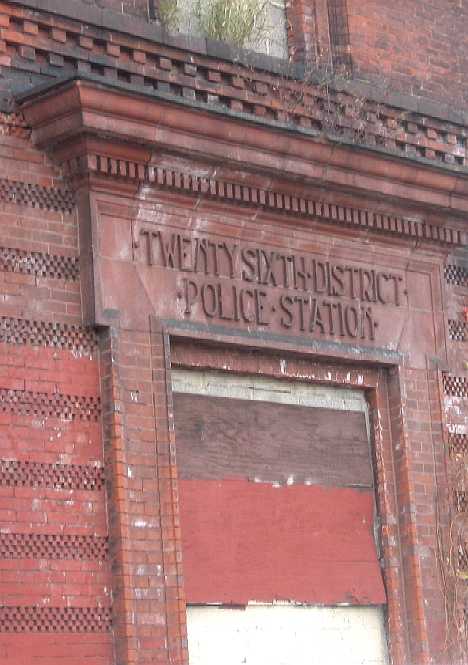 ·TWENTY SIXTH·DISTRICT·
·POLICE·STATION·